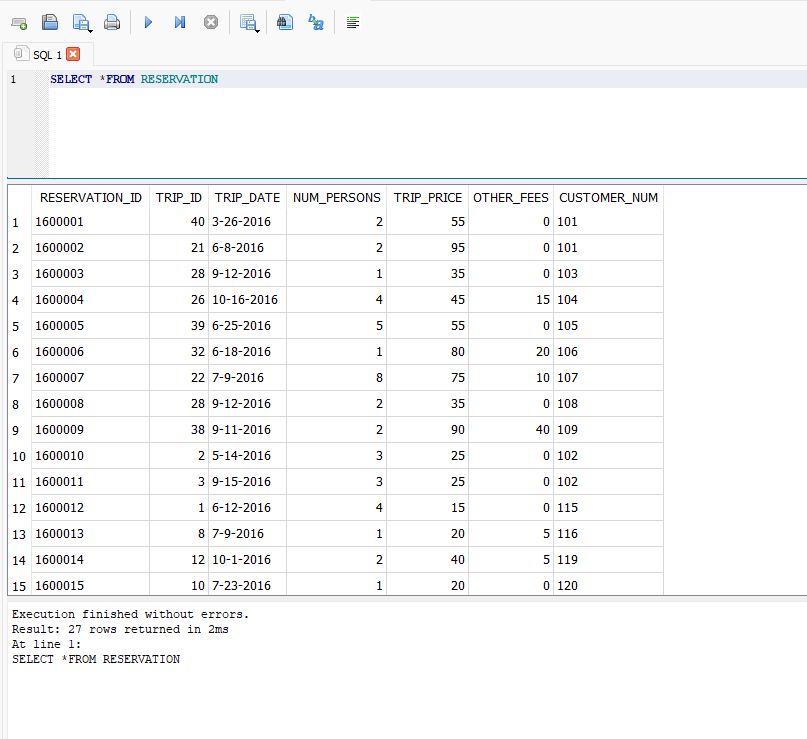 SQL 1
1 SELECT *FROM RESERVATION
RESERVATION_ID TRIP_ID TRIP_DATE NUM_PERSONS TRIP_PRICE OTHER_FEES CUSTOMER_NUM
1 1600001 40 3-26-2016 2 55 0 101
2 1600002 21 6-8-2016 2 95 0 101
3 1600003 28 9-12-2016 1 35 0 103
4 1600004 26 10-16-2016 4 45 15 104
5 1600005 39 6-25-2016 5 55 0 105
6 1600006 32 6-18-2016 1 80 20 106
7 1600007 22 7-9-2016 8 75 10 107
8 1600008 28 9-12-2016 2 35 0 108
9 1600009 38 9-11-2016 2 90 40 109
10 1600010 2 5-14-2016 3 25 0 102
11 1600011 3 9-15-2016 3 25 0 102
12 1600012 1 6-12-2016 4 15 0 115
13 1600013 8 7-9-2016 1 20 5 116
14 1600014 12 10-1-2016 2 40 5 119
15 1600015 10 7-23-2016 1 20 0 120
Execution finished without errors.
Result: 27 rows returned in 2ms
At line 1:
SELECT *FROM RESERVATION